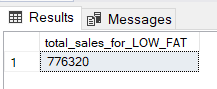 Results Messages
total_sales_for_LOW_FAT
1 776320